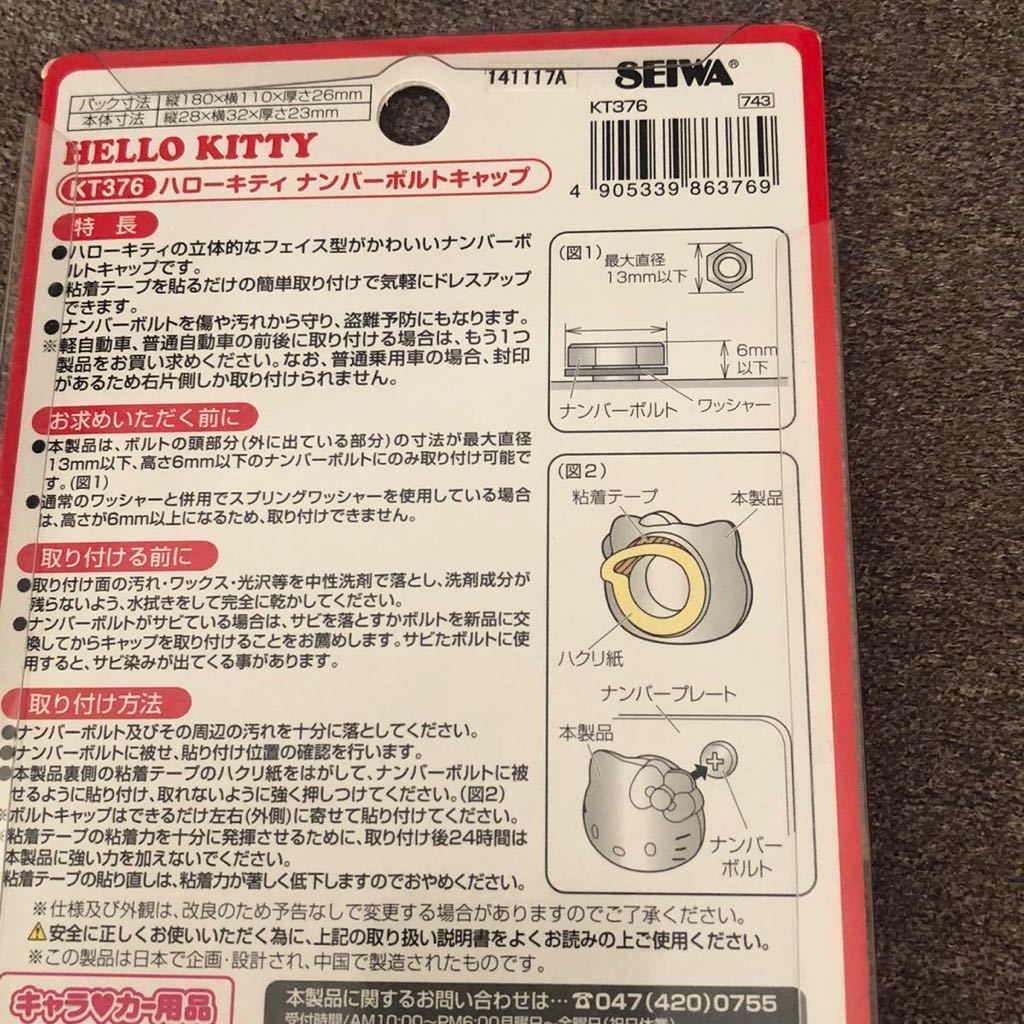 141117A
SEIWA®
パック寸法 縦180×横110×厚さ26mm
本体寸法 縦28×横32×厚さ23mm
KT376 743
4 905339 863769
HELLO KITTY
KT376 ハローキティ ナンバーボルトキャップ
特長
●ハローキティの立体的なフェイス型がかわいいナンバーボ
ルトキャップです。
●粘着テープを貼るだけの簡単取り付けで気軽にドレスアップ
できます。
●ナンバーボルトを傷や汚れから守り、盗難予防にもなります。
※軽自動車、普通自動車の前後に取り付ける場合は、もう1つ
製品をお買い求めください。なお、普通乗用車の場合、封印
があるため右片側しか取り付けられません。
お求めいただく前に
●本製品は、ボルトの頭部分(外に出ている部分)の寸法が最大直径
13mm以下、高さ6mm以下のナンバーボルトにのみ取り付け可能で
す。(図1)
●通常のワッシャーと併用でスプリングワッシャーを使用している場合
は、高さが6mm以上になるため、取り付けできません。
取り付ける前に
●取り付け面の汚れ・ワックス・光沢等を中性洗剤で落とし、洗剤成分が
残らないよう、水拭きをして完全に乾かしてください。
●ナンバーボルトがサビている場合は、サビを落とすかボルトを新品に交
換してからキャップを取り付けることをお薦めします。サビたボルトに使
用すると、サビ染みが出てくる事があります。
取り付け方法
●ナンバーボルト及びその周辺の汚れを十分に落としてください。
●ナンバーボルトに被せ、貼り付け位置の確認を行います。
●本製品裏側の粘着テープのハクリ紙をはがして、ナンバーボルトに被
せるように貼り付け、取れないように強く押しつけてください。(図2)
※ボルトキャップはできるだけ左右(外側)に寄せて貼り付けてください。
※粘着テープの粘着力を十分に発揮させるために、取り付け後24時間は
本製品に強い力を加えないでください。
粘着テープの貼り直しは、粘着力が著しく低下しますのでおやめください。
(図1)
最大直径
13mm以下
6mm
以下
ナンバーボルト ワッシャー
(図2)
粘着テープ 本製品
ハクリ紙
ナンバープレート
本製品
ナンバー
ボルト
※仕様及び外観は、改良のため予告なしで変更する場合がありますのでご了承ください。
⚠安全に正しくお使いいただく為に、上記の取り扱い説明書をよくお読みの上ご使用ください。
※この製品は日本で企画・設計され、中国で製造されたものです。
キャラ♥カー用品
本製品に関するお問い合わせは…☎047(420)0755
受付時間/AM10:00~PM6:00月曜日~金曜日(祝日休業)